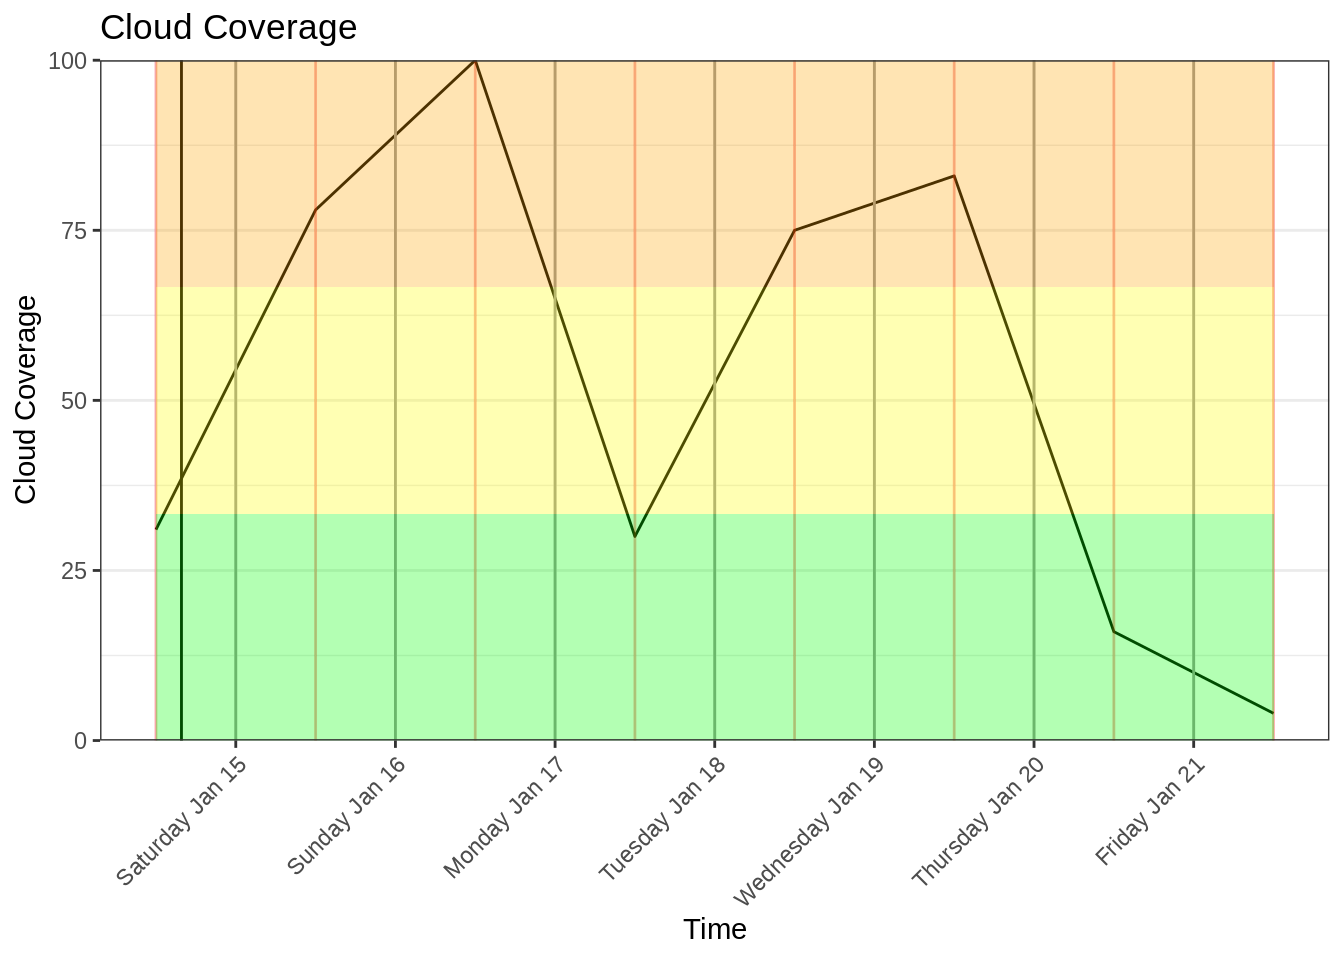 Cloud Coverage
Cloud Coverage
100
75
50
25
0
Saturday Jan 15
Sunday Jan 16
Monday Jan 17
Tuesday Jan 18
Wednesday Jan 19
Thursday Jan 20
Friday Jan 21
Time